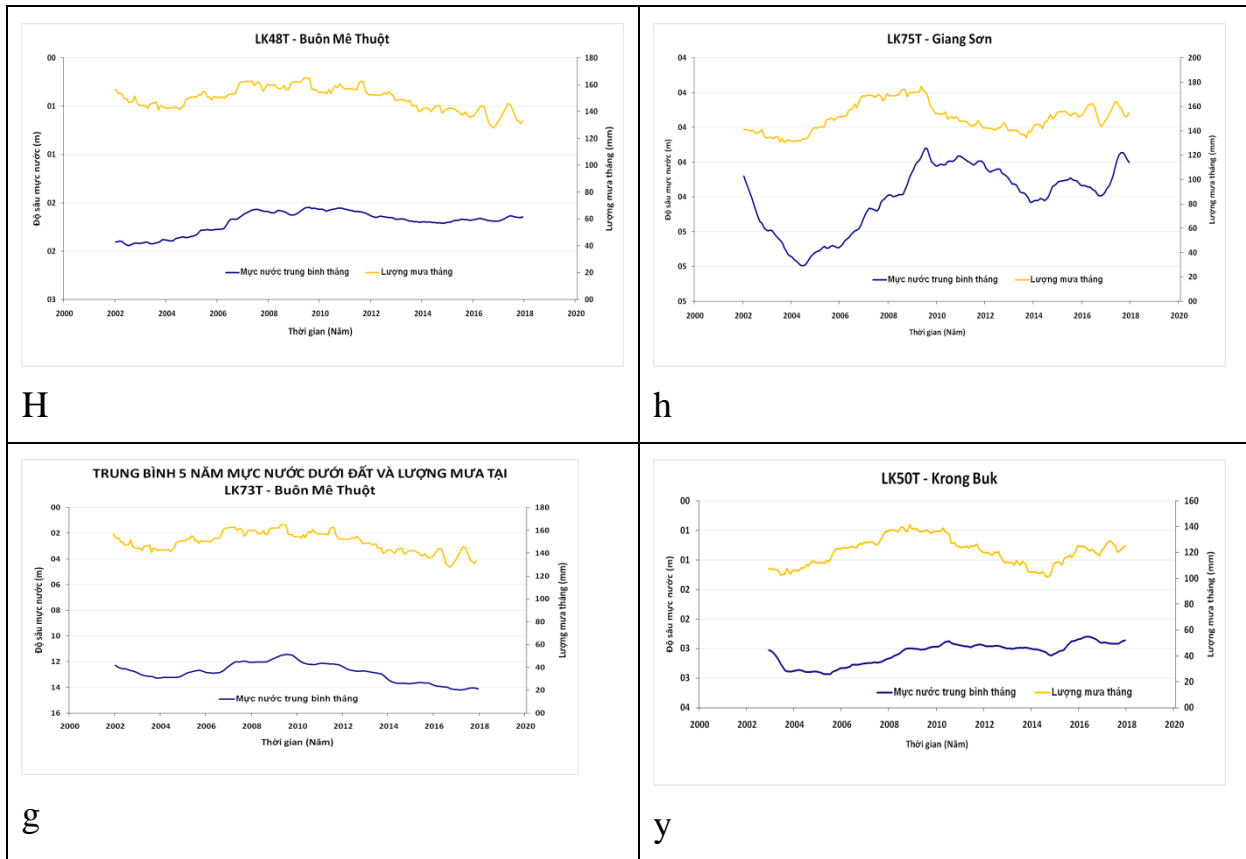 LK48T - Buôn Mê Thuột
00
01
01
02
02
03
180
160
140
120
100
80
60
40
20
00
Độ sâu mực nước (m)
Lượng mưa tháng (mm)
Mực nước trung bình tháng
Lượng mưa tháng
2000 2002 2004 2006 2008 2010 2012 2014 2016 2018 2020
Thời gian (Năm)
H
LK75T - Giang Sơn
04
04
04
04
04
05
05
05
200
180
160
140
120
100
80
60
40
20
00
Độ sâu mực nước (m)
Lượng mưa tháng (mm)
Mực nước trung bình tháng
Lượng mưa tháng
2000 2002 2004 2006 2008 2010 2012 2014 2016 2018 2020
Thời gian (Năm)
h
TRUNG BÌNH 5 NĂM MỰC NƯỚC DƯỚI ĐẤT VÀ LƯỢNG MƯA TẠI
LK73T - Buôn Mê Thuột
00
02
04
06
08
10
12
14
16
180
160
140
120
100
80
60
40
20
00
Độ sâu mực nước (m)
Lượng mưa tháng (mm)
Mực nước trung bình tháng
2000 2002 2004 2006 2008 2010 2012 2014 2016 2018 2020
Thời gian (Năm)
g
LK50T - Krong Buk
00
01
01
02
02
03
03
04
160
140
120
100
80
60
40
20
00
Độ sâu mực nước (m)
Lượng mưa tháng (mm)
Mực nước trung bình tháng
Lượng mưa tháng
2000 2002 2004 2006 2008 2010 2012 2014 2016 2018 2020
Thời gian (Năm)
y